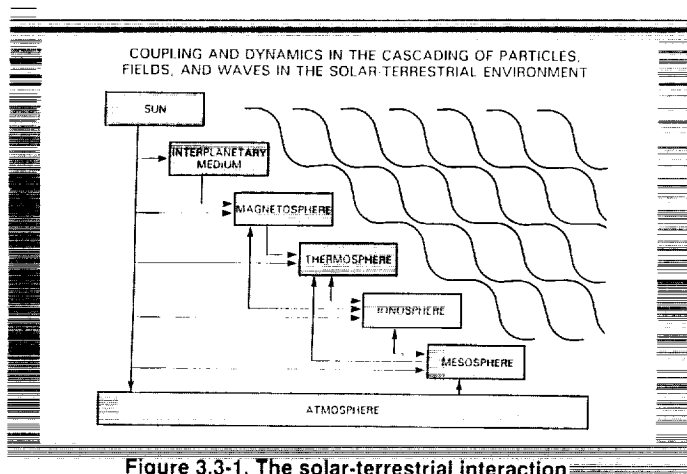 COUPLING AND DYNAMICS IN THE CASCADING OF PARTICLES,
FIELDS, AND WAVES IN THE SOLAR-TERRESTRIAL ENVIRONMENT
SUN
INTERPLANETARY
MEDIUM
MAGNETOSPHERE
THERMOSPHERE
IONOSPHERE
MESOSPHERE
ATMOSPHERE
Figure 3.3-1. The solar-terrestrial interaction